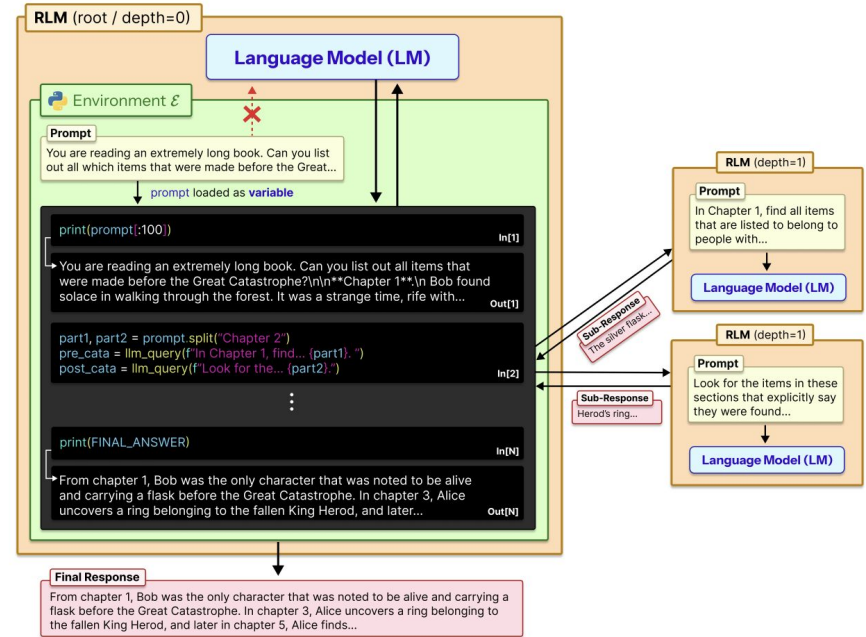 RLM (root / depth=0)
Language Model (LM)
Environment ℰ
Prompt
You are reading an extremely long book. Can you list
out all which items that were made before the Great...
prompt loaded as variable
print(prompt[:100])
In[1]
You are reading an extremely long book. Can you list out all items that
were made before the Great Catastrophe?\n\n**Chapter 1**.\n Bob found
solace in walking through the forest. It was a strange time, rife with...
Out[1]
part1, part2 = prompt.split("Chapter 2")
pre_cata = llm_query(f"In Chapter 1, find... {part1}. ")
post_cata = llm_query(f"Look for the... {part2}.")
In[2]
print(FINAL_ANSWER)
In[N]
From chapter 1, Bob was the only character that was noted to be alive
and carrying a flask before the Great Catastrophe. In chapter 3, Alice
uncovers a ring belonging to the fallen King Herod, and later...
Out[N]
Sub-Response
The silver flask...
Sub-Response
Herod's ring...
RLM (depth=1)
Prompt
In Chapter 1, find all items
that are listed to belong to
people with...
Language Model (LM)
RLM (depth=1)
Prompt
Look for the items in these
sections that explicitly say
they were found...
Language Model (LM)
Final Response
From chapter 1, Bob was the only character that was noted to be alive and carrying a
flask before the Great Catastrophe. In chapter 3, Alice uncovers a ring belonging to
the fallen King Herod, and later in chapter 5, Alice finds...